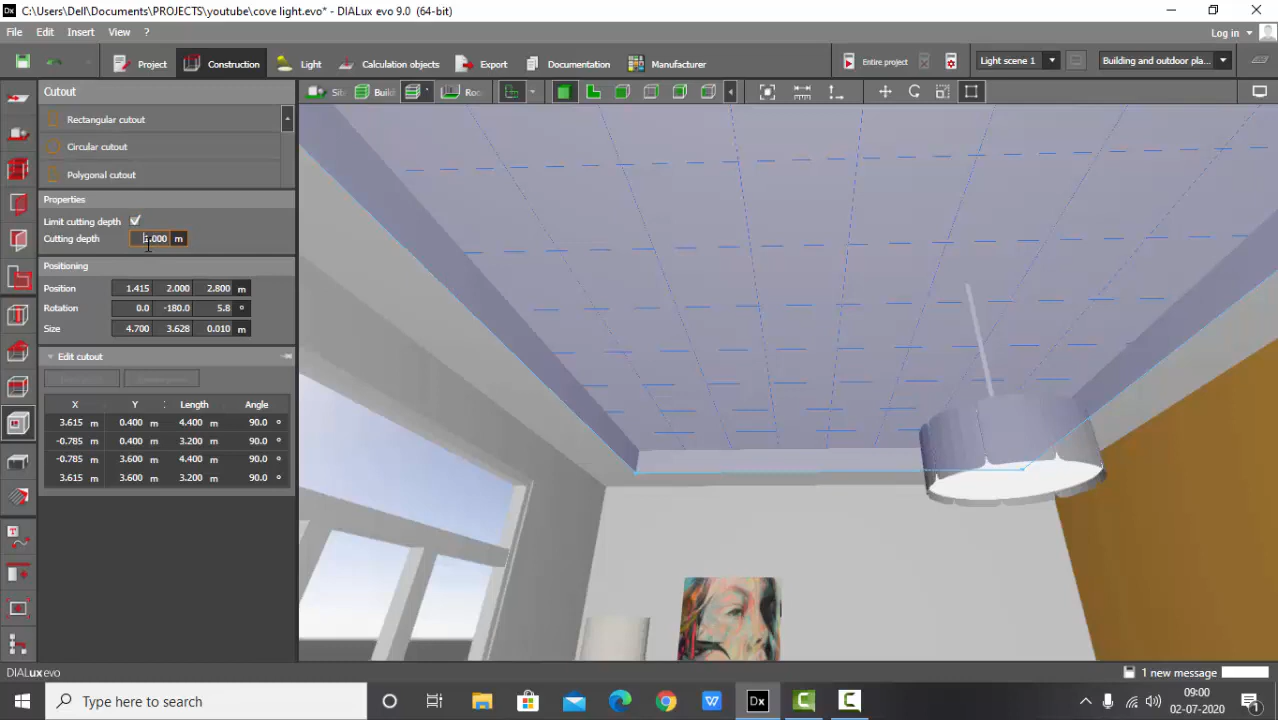 C:\Users\Dell\Documents\PROJECTS\youtube\cove light.evo* - DIALux evo 9.0 (64-bit)
File Edit Insert View ?
Log in
Project Construction Light Calculation objects Export Documentation Manufacturer Entire project Light scene 1 Building and outdoor pla...
Cutout
Rectangular cutout
Circular cutout
Polygonal cutout
Properties
Limit cutting depth
Cutting depth .000 m
Positioning
Position 1.415 2.000 2.800 m
Rotation 0.0 -180.0 5.8 °
Size 4.700 3.628 0.010 m
Edit cutout
X Y Length Angle
3.615 m 0.400 m 4.400 m 90.0 °
-0.785 m 0.400 m 3.200 m 90.0 °
-0.785 m 3.600 m 4.400 m 90.0 °
3.615 m 3.600 m 3.200 m 90.0 °
DIALux evo
1 new message
Type here to search
09:00
02-07-2020